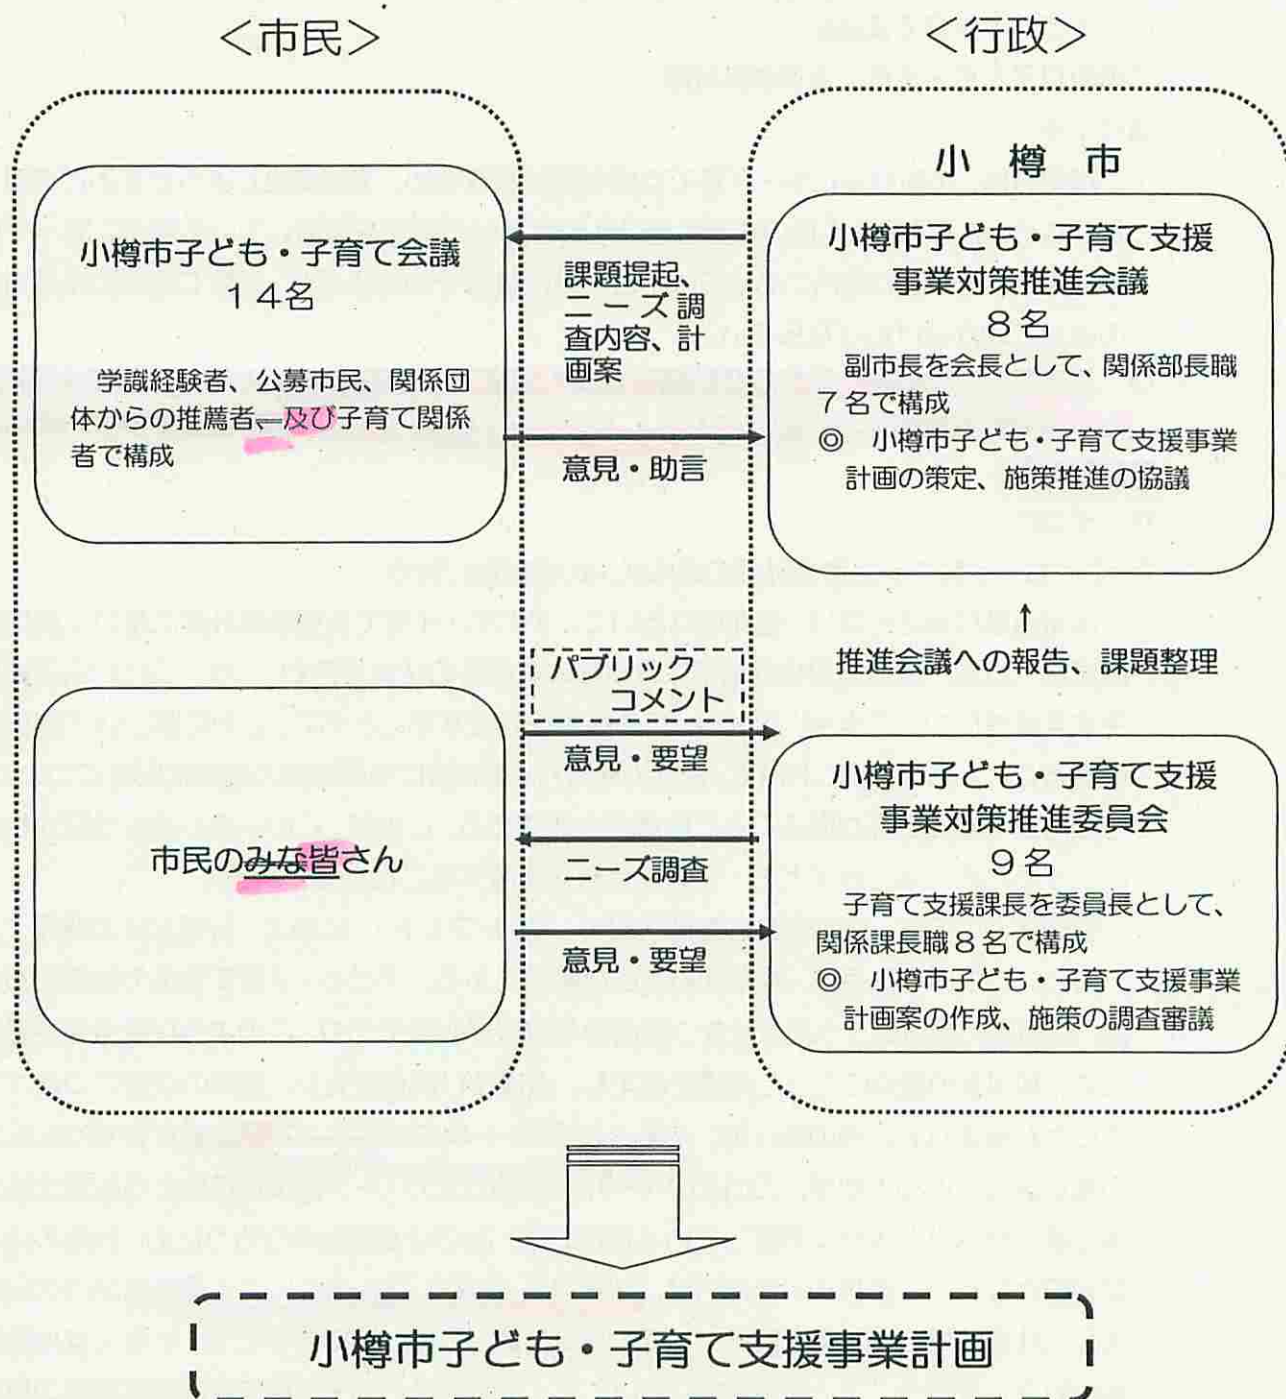 ＜市民＞
＜行政＞
小樽市子ども・子育て会議
１４名
学識経験者、公募市民、関係団
体からの推薦者、及び子育て関係
者で構成
課題提起、
ニーズ調
査内容、計
画案
意見・助言
小樽市
小樽市子ども・子育て支援
事業対策推進会議
８名
副市長を会長として、関係部長職
７名で構成
◎　小樽市子ども・子育て支援事業
計画の策定、施策推進の協議
↑
推進会議への報告、課題整理
パブリック
コメント
意見・要望
ニーズ調査
意見・要望
市民のみな皆さん
小樽市子ども・子育て支援
事業対策推進委員会
９名
子育て支援課長を委員長として、
関係課長職８名で構成
◎　小樽市子ども・子育て支援事業
計画案の作成、施策の調査審議
小樽市子ども・子育て支援事業計画